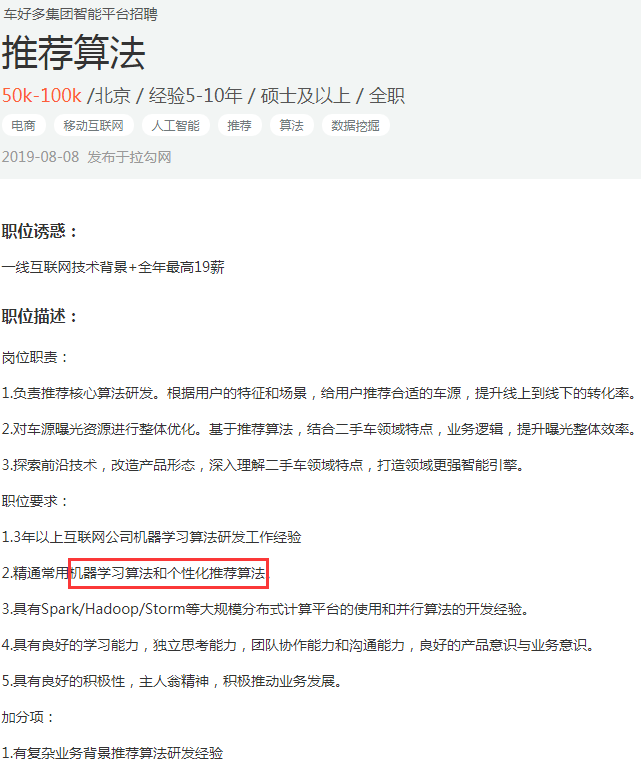 车好多集团智能平台招聘
推荐算法
50k-100k /北京 / 经验5-10年 / 硕士及以上 / 全职
电商 移动互联网 人工智能 推荐 算法 数据挖掘
2019-08-08 发布于拉勾网
职位诱惑：
一线互联网技术背景+全年最高19薪
职位描述：
岗位职责：
1.负责推荐核心算法研发。根据用户的特征和场景，给用户推荐合适的车源，提升线上到线下的转化率。
2.对车源曝光资源进行整体优化。基于推荐算法，结合二手车领域特点，业务逻辑，提升曝光整体效率。
3.探索前沿技术，改造产品形态，深入理解二手车领域特点，打造领域更强智能引擎。
职位要求：
1.3年以上互联网公司机器学习算法研发工作经验
2.精通常用机器学习算法和个性化推荐算法.
3.具有Spark/Hadoop/Storm等大规模分布式计算平台的使用和并行算法的开发经验。
4.具有良好的学习能力，独立思考能力，团队协作能力和沟通能力，良好的产品意识与业务意识。
5.具有良好的积极性，主人翁精神，积极推动业务发展。
加分项：
1.有复杂业务背景推荐算法研发经验